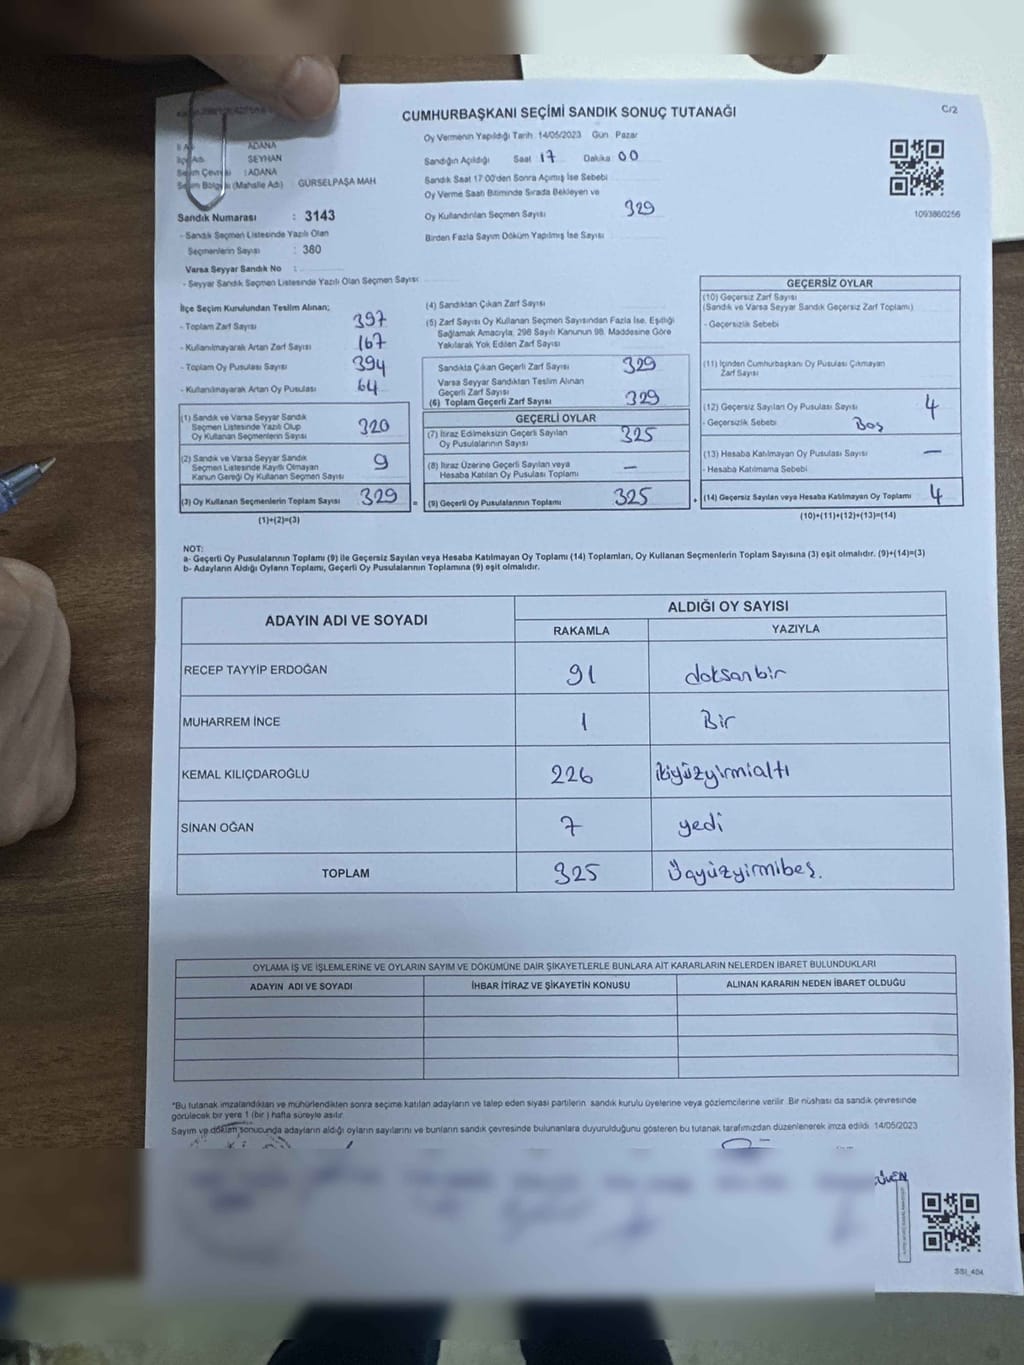 CUMHURBAŞKANI SEÇİMİ SANDIK SONUÇ TUTANAĞI
C/2
Oy Vermenin Yapıldığı Tarih 14/05/2023 Gün Pazar
ADANA
SEYHAN
Sandığın Açıldığı Saat 17 Dakika 00
: ADANA
(Mahalle Adı) GÜRSELPAŞA MAH
Sandık Saat 17:00'den Sonra Açımış İse Sebebi
Oy Verme Saati Bitiminde Sırada Bekleyen ve
Oy Kullandırılan Seçmen Sayısı 329
1093860256
Sandık Numarası : 3143
- Sandık Seçmen Listesinde Yazılı Olan
Seçmenlerin Sayısı : 380
Birden Fazla Sayım Döküm Yapılmış İse Sayısı
Varsa Seyyar Sandık No :
- Seyyar Sandık Seçmen Listesinde Yazılı Olan Seçmen Sayısı
İlçe Seçim Kurulundan Teslim Alınan;
- Toplam Zarf Sayısı 397
- Kullanılmayarak Artan Zarf Sayısı 167
- Toplam Oy Pusulası Sayısı 394
- Kullanılmayarak Artan Oy Pusulası 64
(1) Sandık ve Varsa Seyyar Sandık
Seçmen Listesinde Yazılı Olup
Oy Kullanan Seçmenlerin Sayısı 320
(2) Sandık ve Varsa Seyyar Sandık
Seçmen Listesinde Kayıtlı Olmayan
Kanun Gereği Oy Kullanan Seçmen Sayısı 9
(3) Oy Kullanan Seçmenlerin Toplam Sayısı 329
(1)+(2)=(3)
(4) Sandıktan Çıkan Zarf Sayısı
(5) Zarf Sayısı Oy Kullanan Seçmen Sayısından Fazla İse, Eşitliği
Sağlamak Amacıyla, 298 Sayılı Kanunun 98. Maddesine Göre
Yakılarak Yok Edilen Zarf Sayısı
Sandıkta Çıkan Geçerli Zarf Sayısı 329
Varsa Seyyar Sandıktan Teslim Alınan
Geçerli Zarf Sayısı
(6) Toplam Geçerli Zarf Sayısı 329
GEÇERLİ OYLAR
(7) İtiraz Edilmeksizin Geçerli Sayılan
Oy Pusulalarının Sayısı 325
(8) İtiraz Üzerine Geçerli Sayılan veya
Hesaba Katılan Oy Pusulası Toplamı —
= (9) Geçerli Oy Pusulalarının Toplamı 325
GEÇERSİZ OYLAR
(10) Geçersiz Zarf Sayısı
(Sandık ve Varsa Seyyar Sandık Geçersiz Zarf Toplamı)
- Geçersizlik Sebebi
(11) İçinden Cumhurbaşkanı Oy Pusulası Çıkmayan
Zarf Sayısı
(12) Geçersiz Sayılan Oy Pusulası Sayısı 4
- Geçersizlik Sebebi Boş
(13) Hesaba Katılmayan Oy Pusulası Sayısı —
- Hesaba Katılmama Sebebi
+ (14) Geçersiz Sayılan veya Hesaba Katılmayan Oy Toplamı 4
(10)+(11)+(12)+(13)=(14)
NOT:
a- Geçerli Oy Pusulalarının Toplamı (9) ile Geçersiz Sayılan veya Hesaba Katılmayan Oy Toplamı (14) Toplamları, Oy Kullanan Seçmenlerin Toplam Sayısına (3) eşit olmalıdır. (9)+(14)=(3)
b- Adayların Aldığı Oyların Toplamı, Geçerli Oy Pusulalarının Toplamına (9) eşit olmalıdır.
ADAYIN ADI VE SOYADI
ALDIĞI OY SAYISI
RAKAMLA YAZIYLA
RECEP TAYYİP ERDOĞAN 91 doksanbir
MUHARREM İNCE 1 Bir
KEMAL KILIÇDAROĞLU 226 ikiyüzyirmialtı
SİNAN OĞAN 7 yedi
TOPLAM 325 Üçyüzyirmibeş.
OYLAMA İŞ VE İŞLEMLERİNE VE OYLARIN SAYIM VE DÖKÜMÜNE DAİR ŞİKAYETLERLE BUNLARA AİT KARARLARIN NELERDEN İBARET BULUNDUKLARI
ADAYIN ADI VE SOYADI İHBAR İTİRAZ VE ŞİKAYETİN KONUSU ALINAN KARARIN NEDEN İBARET OLDUĞU
*Bu tutanak imzalandıktan ve mühürlendikten sonra seçime katılan adayların ve talep eden siyasi partilerin sandık kurulu üyelerine veya gözlemcilerine verilir. Bir nüshası da sandık çevresinde
görülecek bir yere 1 (bir ) hafta süreyle asılır.
Sayım ve döküm sonucunda adayların aldığı oyların sayılarını ve bunların sandık çevresinde bulunanlara duyurulduğunu gösteren bu tutanak tarafımızdan düzenlenerek imza edildi. 14/05/2023